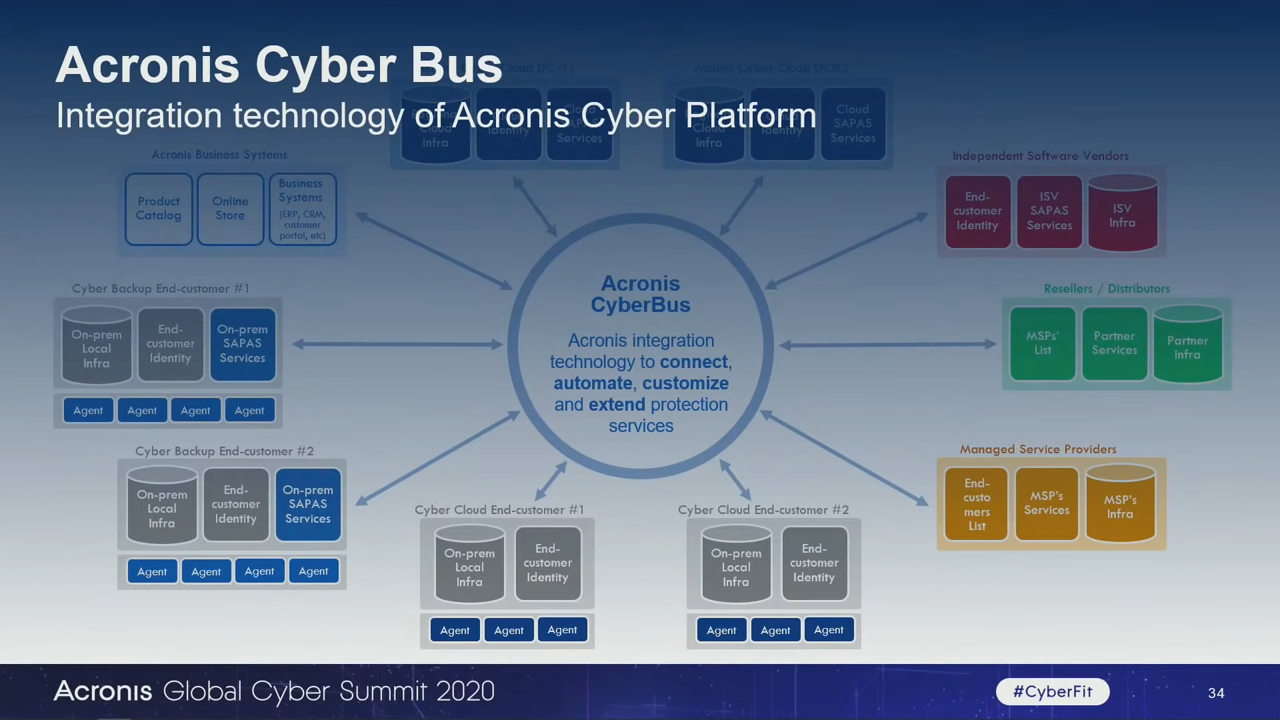 Acronis Cyber Bus
Integration technology of Acronis Cyber Platform
Cloud DC#1
Acronis Cyber Cloud DC#2
Cloud
Infra
Identity
SAPAS
Services
Cloud
Infra
Identity
Cloud
SAPAS
Services
Acronis Business Systems
Product
Catalog
Online
Store
Business
Systems
(ERP, CRM,
customer
portal, etc)
Independent Software Vendors
End-
customer
Identity
ISV
SAPAS
Services
ISV
Infra
Cyber Backup End-customer #1
On-prem
Local
Infra
End-
customer
Identity
On-prem
SAPAS
Services
Agent
Agent
Agent
Agent
Acronis
CyberBus
Acronis integration
technology to connect,
automate, customize
and extend protection
services
Resellers / Distributors
MSPs'
List
Partner
Services
Partner
Infra
Cyber Backup End-customer #2
On-prem
Local
Infra
End-
customer
Identity
On-prem
SAPAS
Services
Agent
Agent
Agent
Agent
Managed Service Providers
End-
custo
mers
List
MSP's
Services
MSP's
Infra
Cyber Cloud End-customer #1
On-prem
Local
Infra
End-
customer
Identity
Agent
Agent
Agent
Cyber Cloud End-customer #2
On-prem
Local
Infra
End-
customer
Identity
Agent
Agent
Agent
Acronis Global Cyber Summit 2020
#CyberFit
34